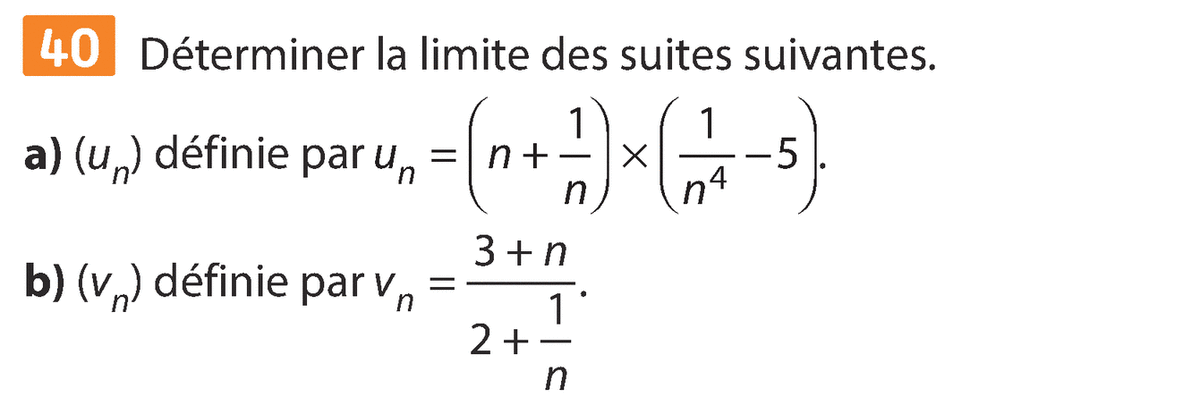 40 Déterminer la limite des suites suivantes.
a) (uₙ) définie par uₙ = (n + 1/n) × (1/n⁴ − 5).
b) (vₙ) définie par vₙ = (3 + n)/(2 + 1/n).